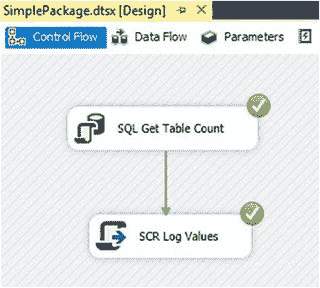 SimplePackage.dtsx [Design]
Control Flow Data Flow Parameters
SQL Get Table Count
SCR Log Values